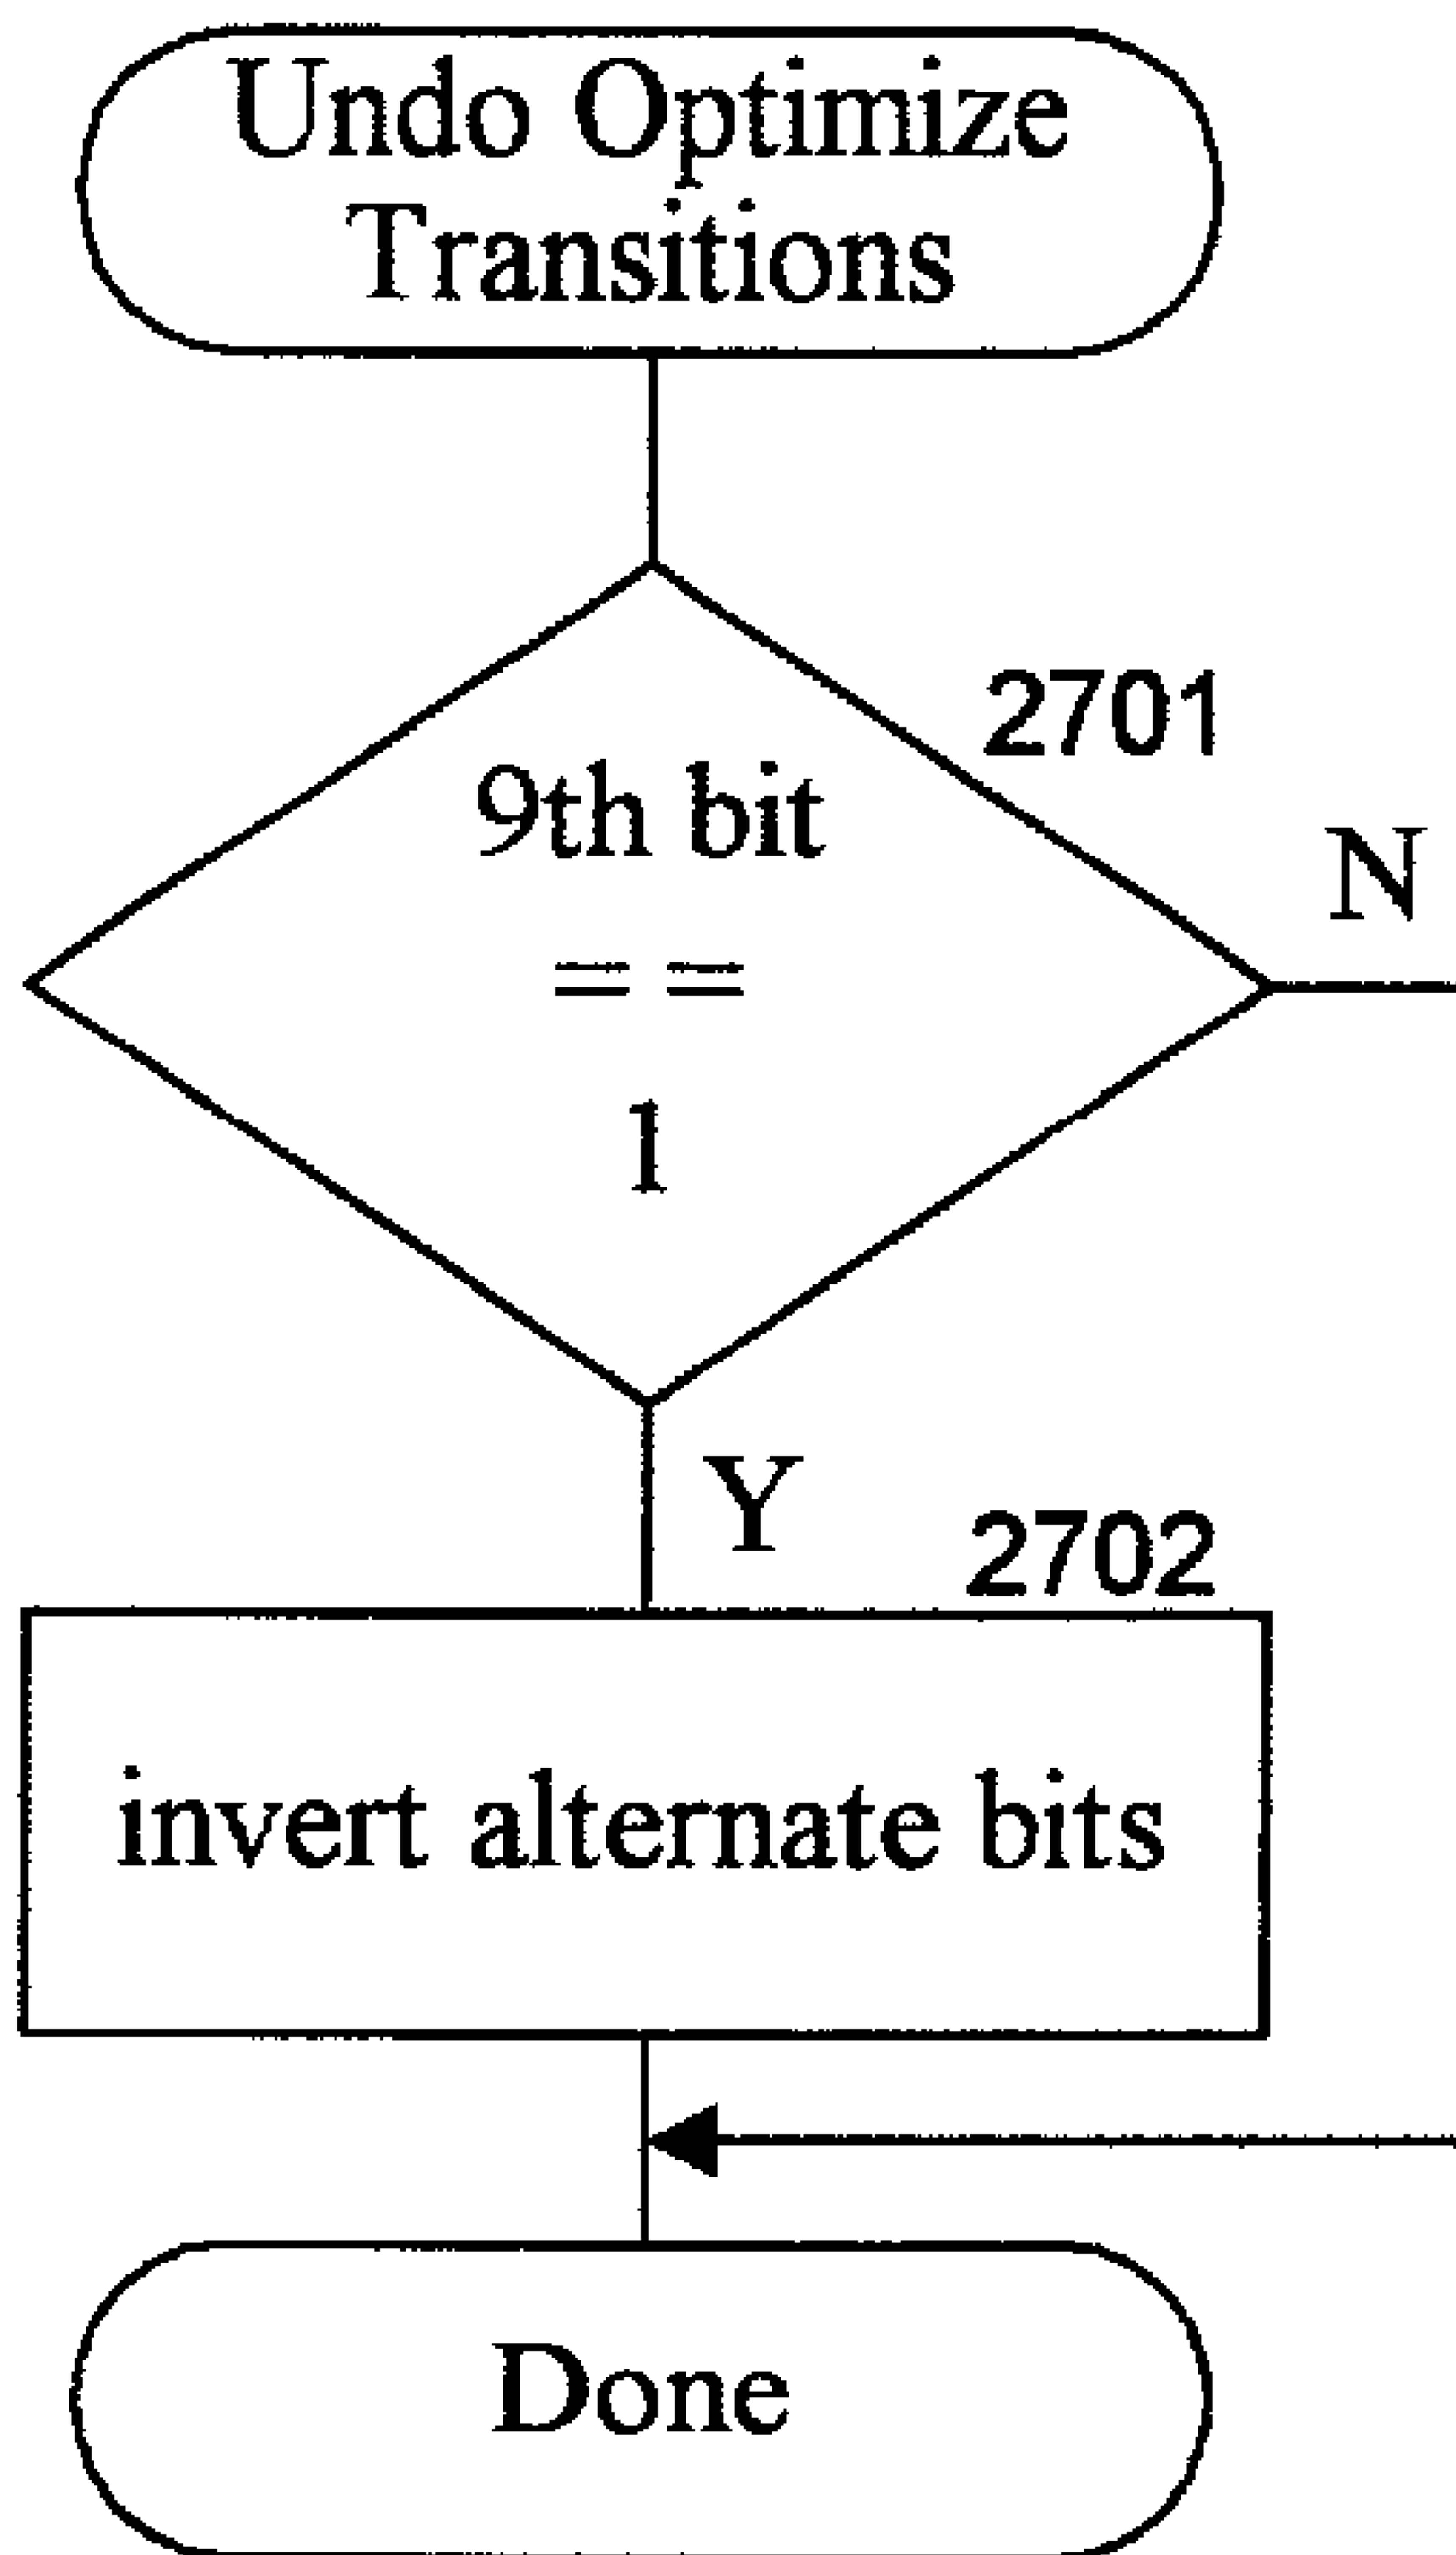 Undo Optimize
Transitions
2701
9th bit
==
1
N
Y
2702
invert alternate bits
Done